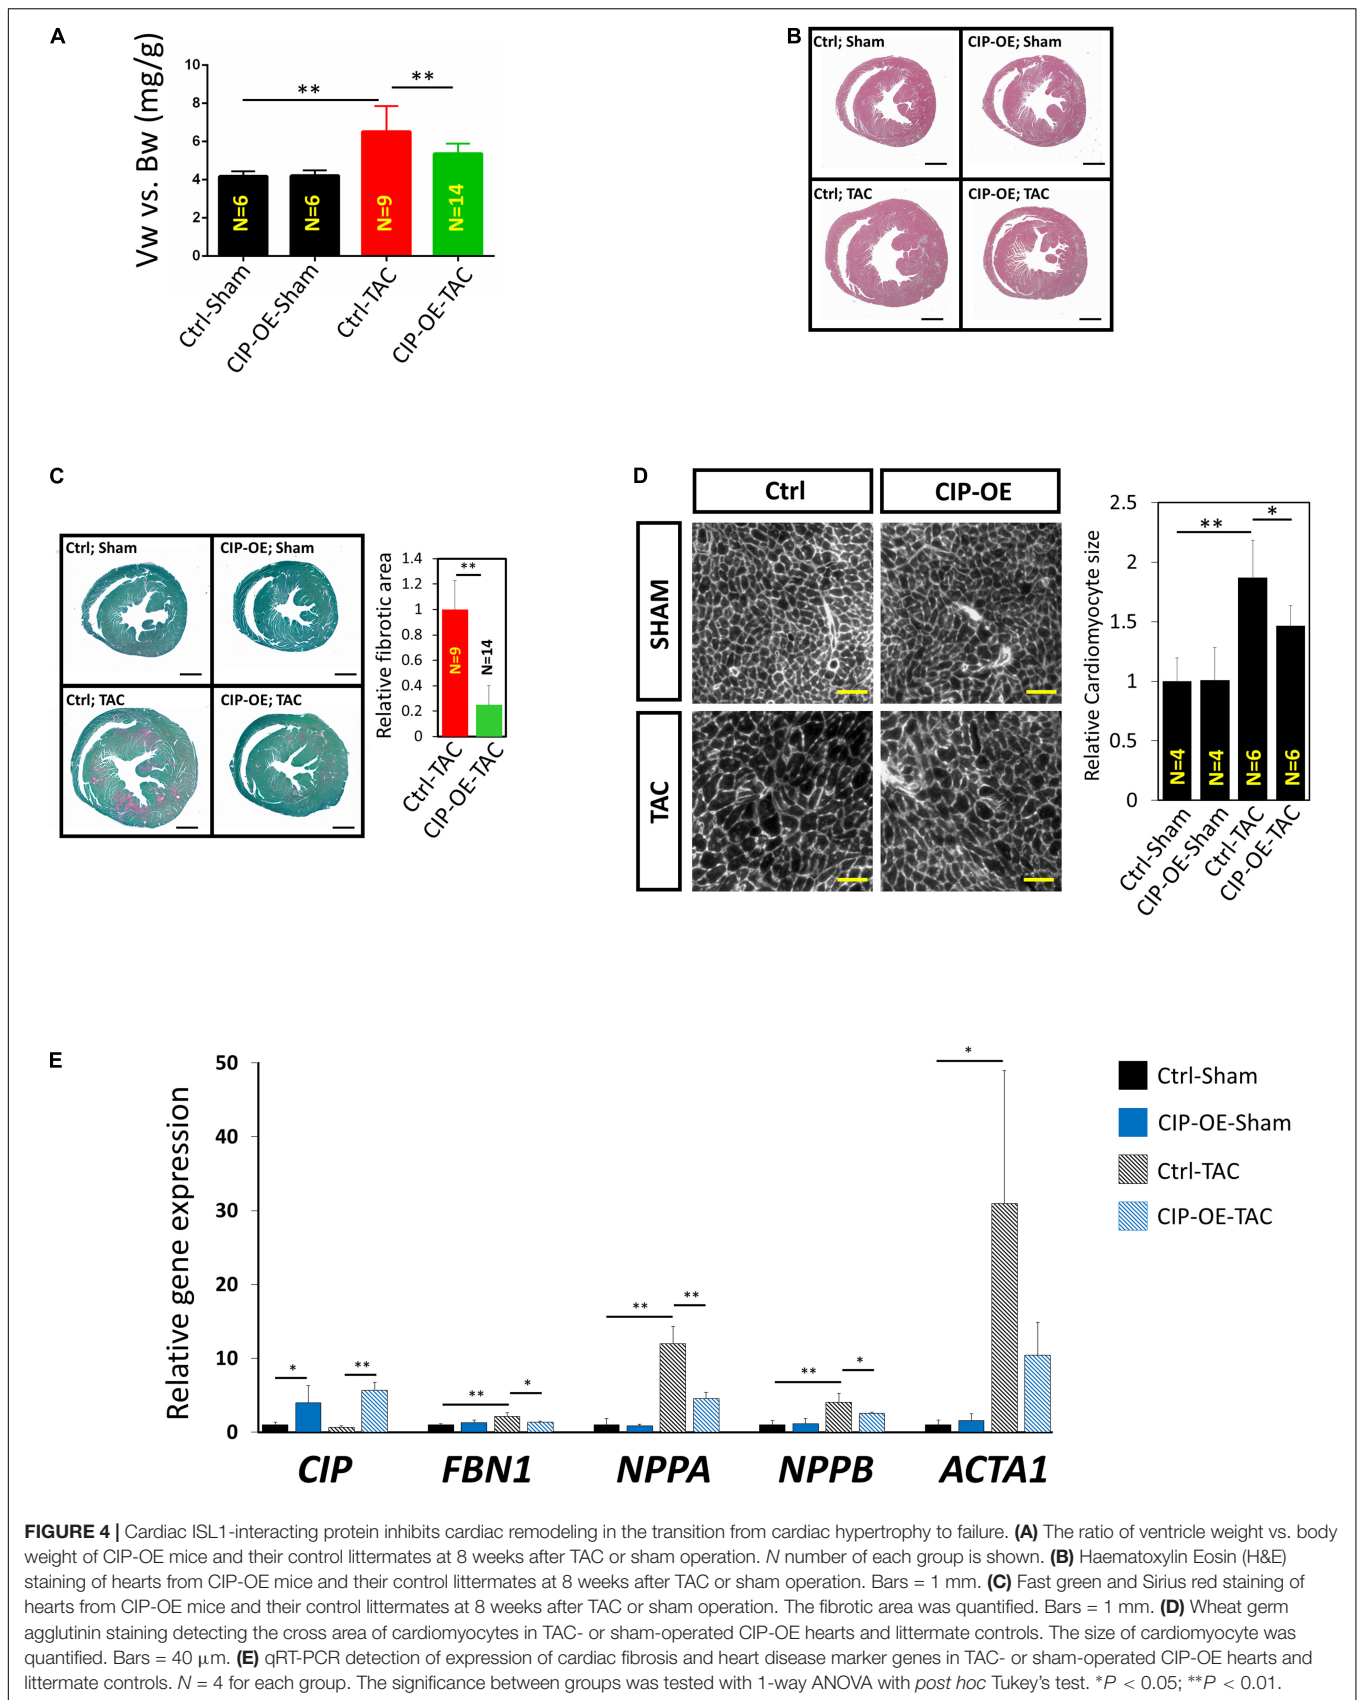 A
Vw vs. Bw (mg/g)
10
8
6
4
2
0
** **
N=6 N=6 N=9 N=14
Ctrl-Sham CIP-OE-Sham Ctrl-TAC CIP-OE-TAC
B
Ctrl; Sham CIP-OE; Sham
Ctrl; TAC CIP-OE; TAC
C
Ctrl; Sham CIP-OE; Sham
Ctrl; TAC CIP-OE; TAC
Relative fibrotic area
1.4
1.2
1
0.8
0.6
0.4
0.2
0
**
N=9 N=14
Ctrl-TAC CIP-OE-TAC
D
Ctrl CIP-OE
SHAM
TAC
Relative Cardiomyocyte size
2.5
2
1.5
1
0.5
0
** *
N=4 N=4 N=6 N=6
Ctrl-Sham CIP-OE-Sham Ctrl-TAC CIP-OE-TAC
E
Relative gene expression
50
40
30
20
10
0
* ** ** * ** ** ** * *
CIP FBN1 NPPA NPPB ACTA1
Ctrl-Sham
CIP-OE-Sham
Ctrl-TAC
CIP-OE-TAC
FIGURE 4 | Cardiac ISL1-interacting protein inhibits cardiac remodeling in the transition from cardiac hypertrophy to failure. (A) The ratio of ventricle weight vs. body
weight of CIP-OE mice and their control littermates at 8 weeks after TAC or sham operation. N number of each group is shown. (B) Haematoxylin Eosin (H&E)
staining of hearts from CIP-OE mice and their control littermates at 8 weeks after TAC or sham operation. Bars = 1 mm. (C) Fast green and Sirius red staining of
hearts from CIP-OE mice and their control littermates at 8 weeks after TAC or sham operation. The fibrotic area was quantified. Bars = 1 mm. (D) Wheat germ
agglutinin staining detecting the cross area of cardiomyocytes in TAC- or sham-operated CIP-OE hearts and littermate controls. The size of cardiomyocyte was
quantified. Bars = 40 μm. (E) qRT-PCR detection of expression of cardiac fibrosis and heart disease marker genes in TAC- or sham-operated CIP-OE hearts and
littermate controls. N = 4 for each group. The significance between groups was tested with 1-way ANOVA with post hoc Tukey's test. *P < 0.05; **P < 0.01.